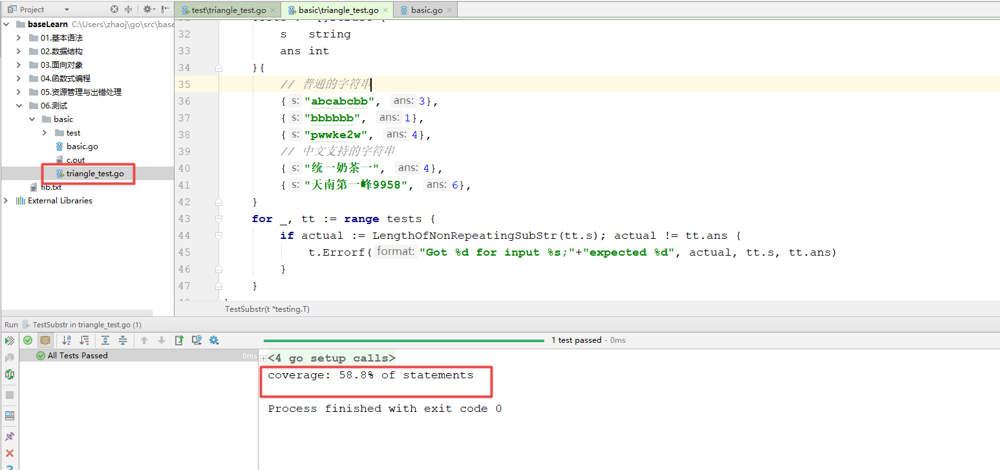 Project
test\triangle_test.go
basic\triangle_test.go
basic.go
baseLearn C:\Users\zhaoj\go\src\base
01.基本语法
02.数据结构
03.面向对象
04.函数式编程
05.资源管理与出错处理
06.测试
basic
test
basic.go
c.out
triangle_test.go
fib.txt
External Libraries
32 s string
33 ans int
34 }{
35 // 普通的字符串
36 { s: "abcabcbb", ans: 3},
37 { s: "bbbbbb", ans: 1},
38 { s: "pwwke2w", ans: 4},
39 // 中文支持的字符串
40 { s: "统一奶茶一", ans: 4},
41 { s: "天南第一峰9958", ans: 6},
42 }
43 for _, tt := range tests {
44 if actual := LengthOfNonRepeatingSubStr(tt.s); actual != tt.ans {
45 t.Errorf( format: "Got %d for input %s;"+"expected %d", actual, tt.s, tt.ans)
46 }
47 }
TestSubstr(t *testing.T)
Run TestSubstr in triangle_test.go (1)
1 test passed - 0ms
All Tests Passed 0ms
<4 go setup calls>
coverage: 58.8% of statements
Process finished with exit code 0